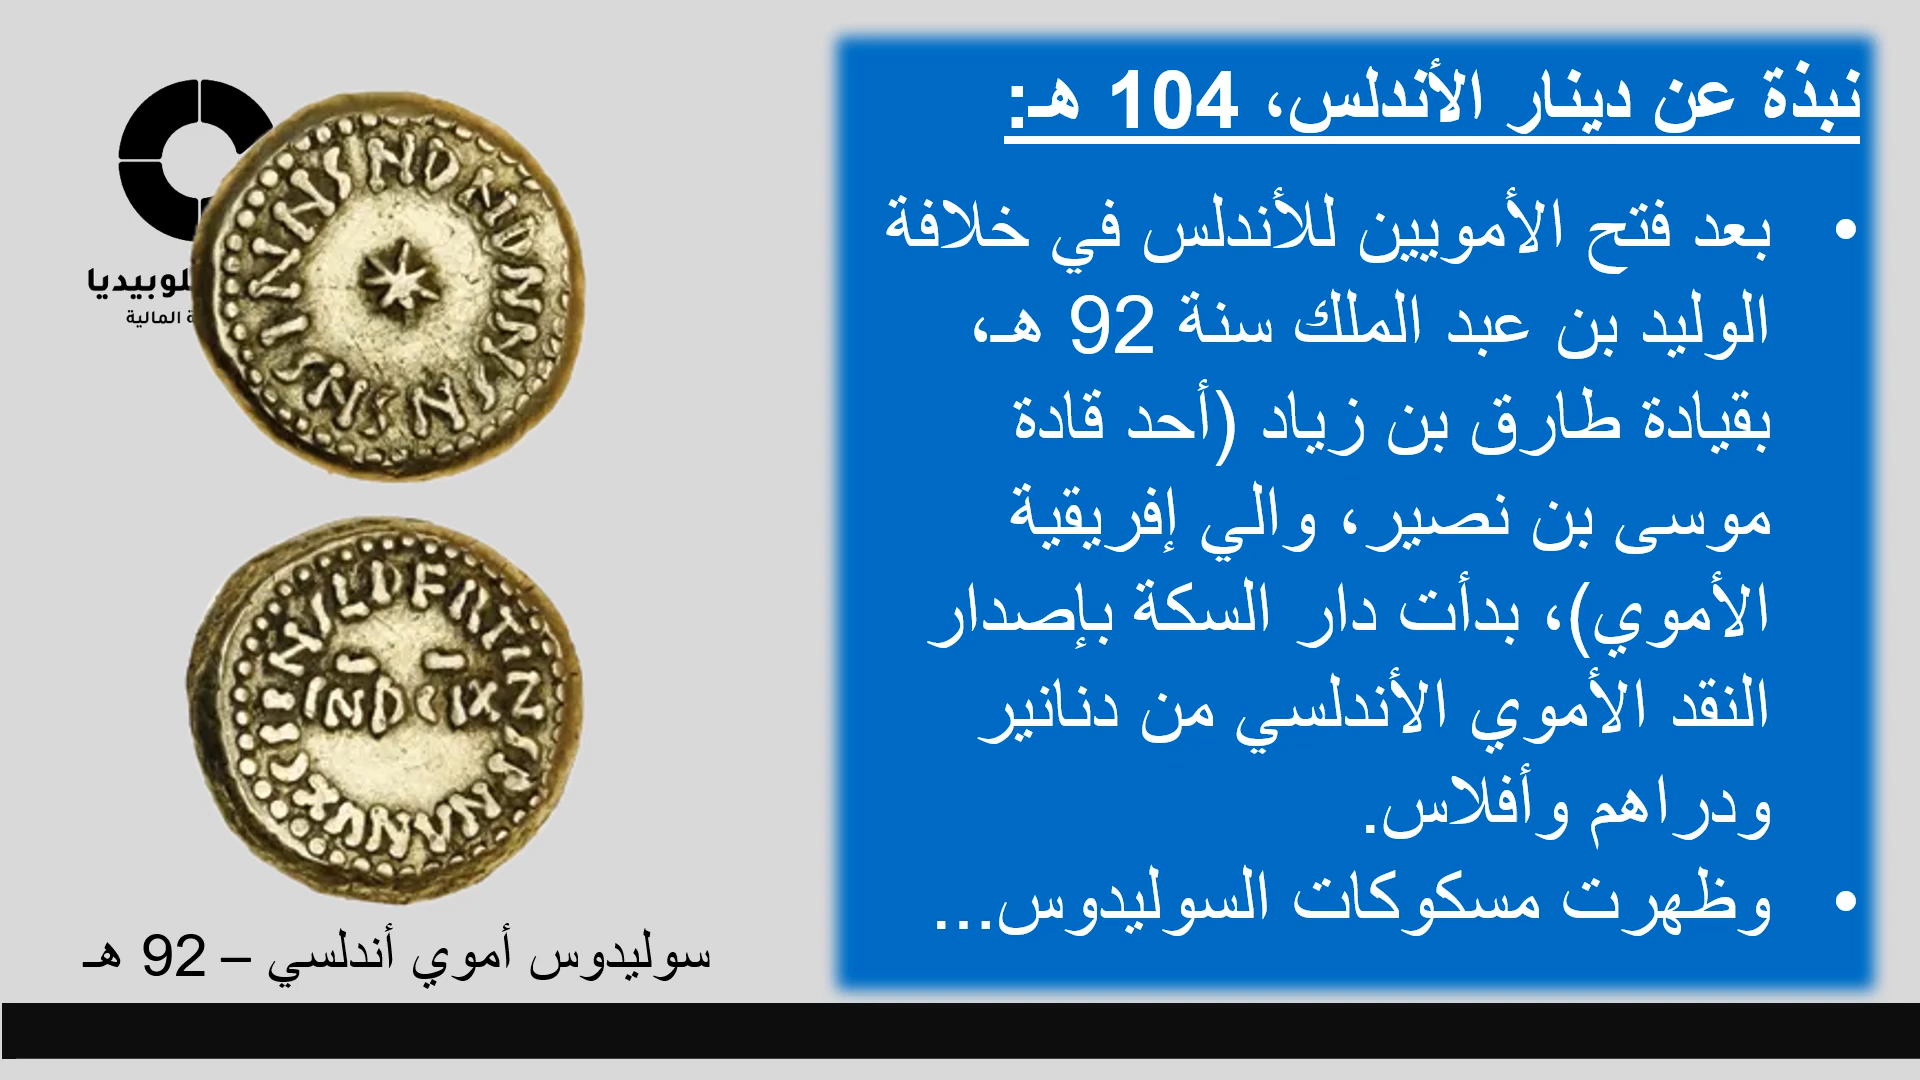 نبذة عن دينار الأندلس، 104 هـ:
• بعد فتح الأمويين للأندلس في خلافة
الوليد بن عبد الملك سنة 92 هـ،
بقيادة طارق بن زياد (أحد قادة
موسى بن نصير، والي إفريقية
الأموي)، بدأت دار السكة بإصدار
النقد الأموي الأندلسي من دنانير
ودراهم وأفلاس.
• وظهرت مسكوكات السوليدوس...
المالية
INDCIX
سوليدوس أموي أندلسي – 92 هـ